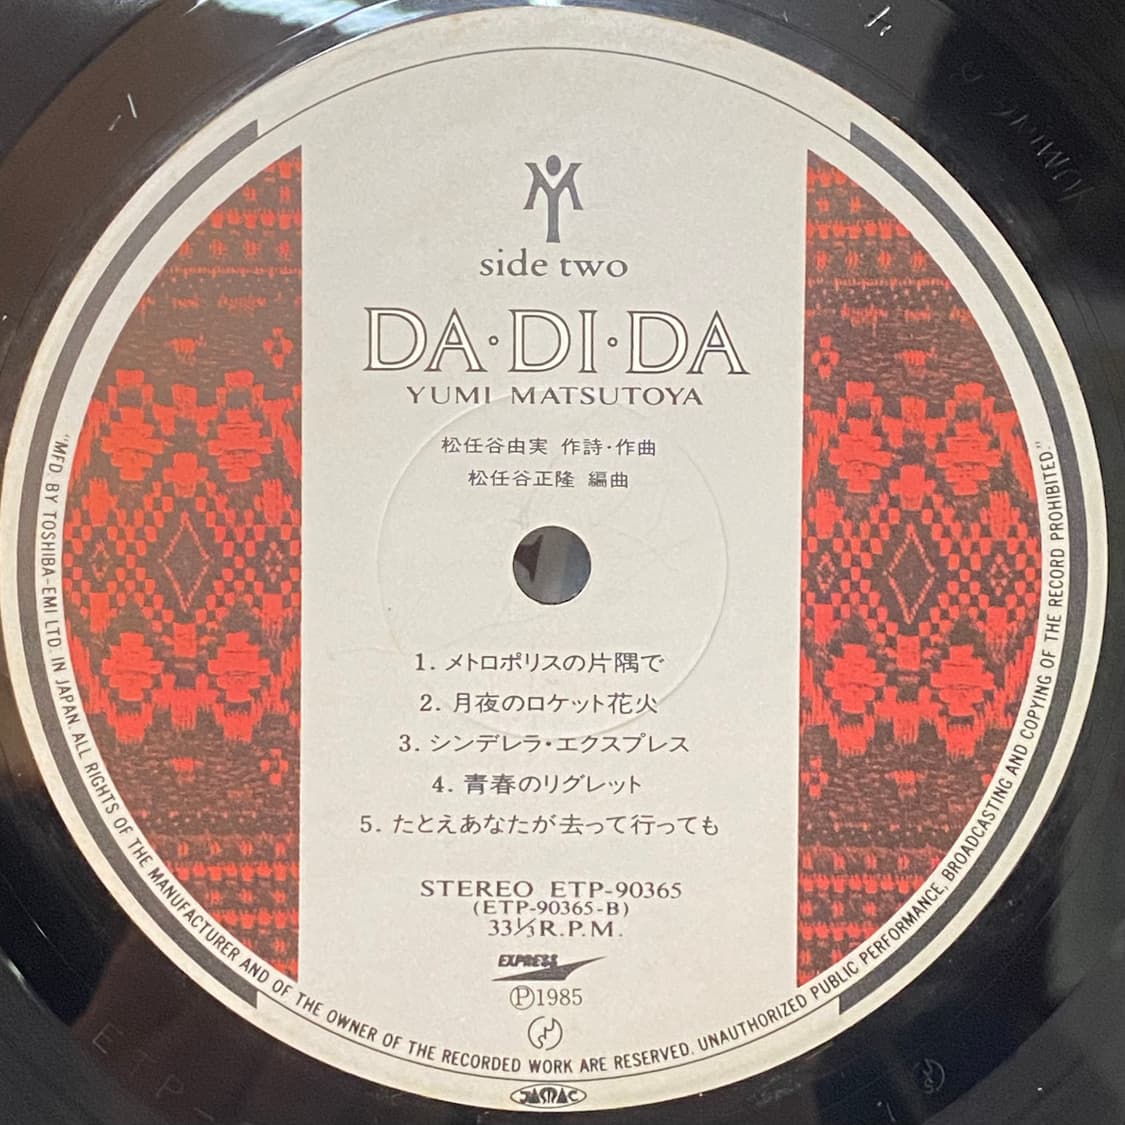 side two
DA·DI·DA
YUMI MATSUTOYA
松任谷由実 作詩・作曲
松任谷正隆 編曲
1. メトロポリスの片隅で
2. 月夜のロケット花火
3. シンデレラ・エクスプレス
4. 青春のリグレット
5. たとえあなたが去って行っても
STEREO ETP-90365
(ETP-90365-B)
33⅓R.P.M.
EXPRESS
Ⓟ1985
"MFD. BY TOSHIBA-EMI LTD. IN JAPAN. ALL RIGHTS OF THE MANUFACTURER AND OF THE OWNER OF THE RECORDED WORK ARE RESERVED. UNAUTHORIZED PUBLIC PERFORMANCE, BROADCASTING AND COPYING OF THE RECORD PROHIBITED."
JASRAC
ETP-